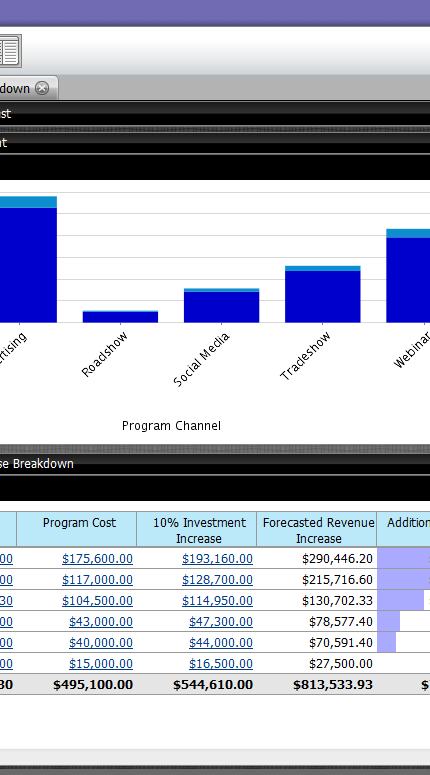 down
st
t
rtising
Roadshow
Social Media
Tradeshow
Webinar
Program Channel
se Breakdown
Program Cost 10% Investment Increase Forecasted Revenue Increase Addition
00 $175,600.00 $193,160.00 $290,446.20
00 $117,000.00 $128,700.00 $215,716.60
30 $104,500.00 $114,950.00 $130,702.33
00 $43,000.00 $47,300.00 $78,577.40
00 $40,000.00 $44,000.00 $70,591.40
00 $15,000.00 $16,500.00 $27,500.00
30 $495,100.00 $544,610.00 $813,533.93 $